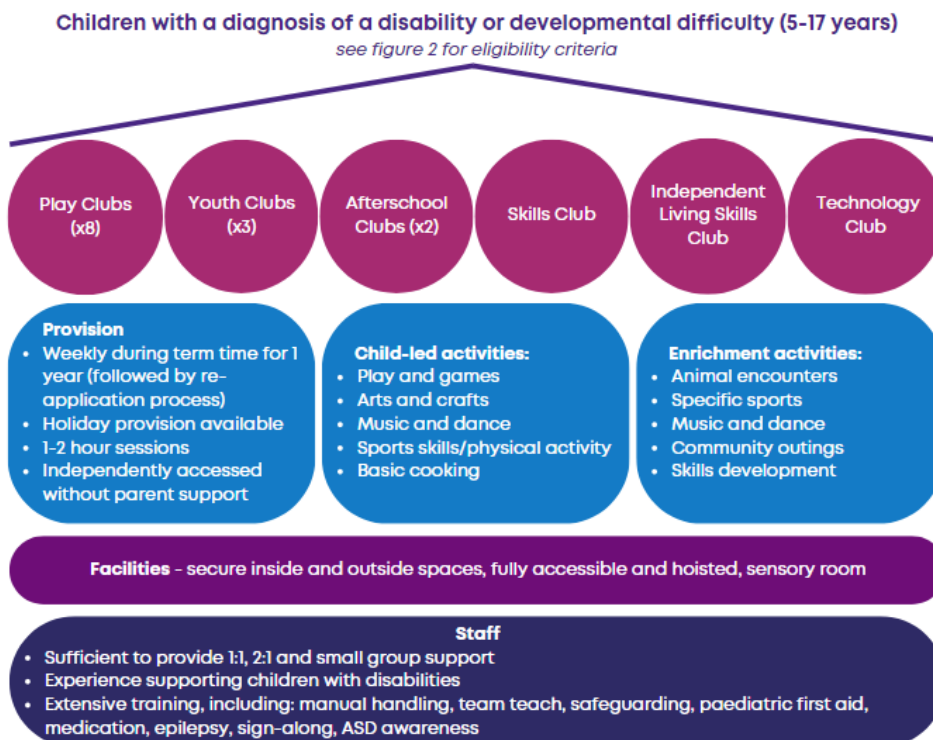 Children with a diagnosis of a disability or developmental difficulty (5-17 years)
see figure 2 for eligibility criteria
Play Clubs
(x8)
Youth Clubs
(x3)
Afterschool
Clubs (x2)
Skills Club
Independent
Living Skills
Club
Technology
Club
Provision
• Weekly during term time for 1
year (followed by re-
application process)
• Holiday provision available
• 1-2 hour sessions
• Independently accessed
without parent support
Child-led activities:
• Play and games
• Arts and crafts
• Music and dance
• Sports skills/physical activity
• Basic cooking
Enrichment activities:
• Animal encounters
• Specific sports
• Music and dance
• Community outings
• Skills development
Facilities - secure inside and outside spaces, fully accessible and hoisted, sensory room
Staff
• Sufficient to provide 1:1, 2:1 and small group support
• Experience supporting children with disabilities
• Extensive training, including: manual handling, team teach, safeguarding, paediatric first aid,
medication, epilepsy, sign-along, ASD awareness